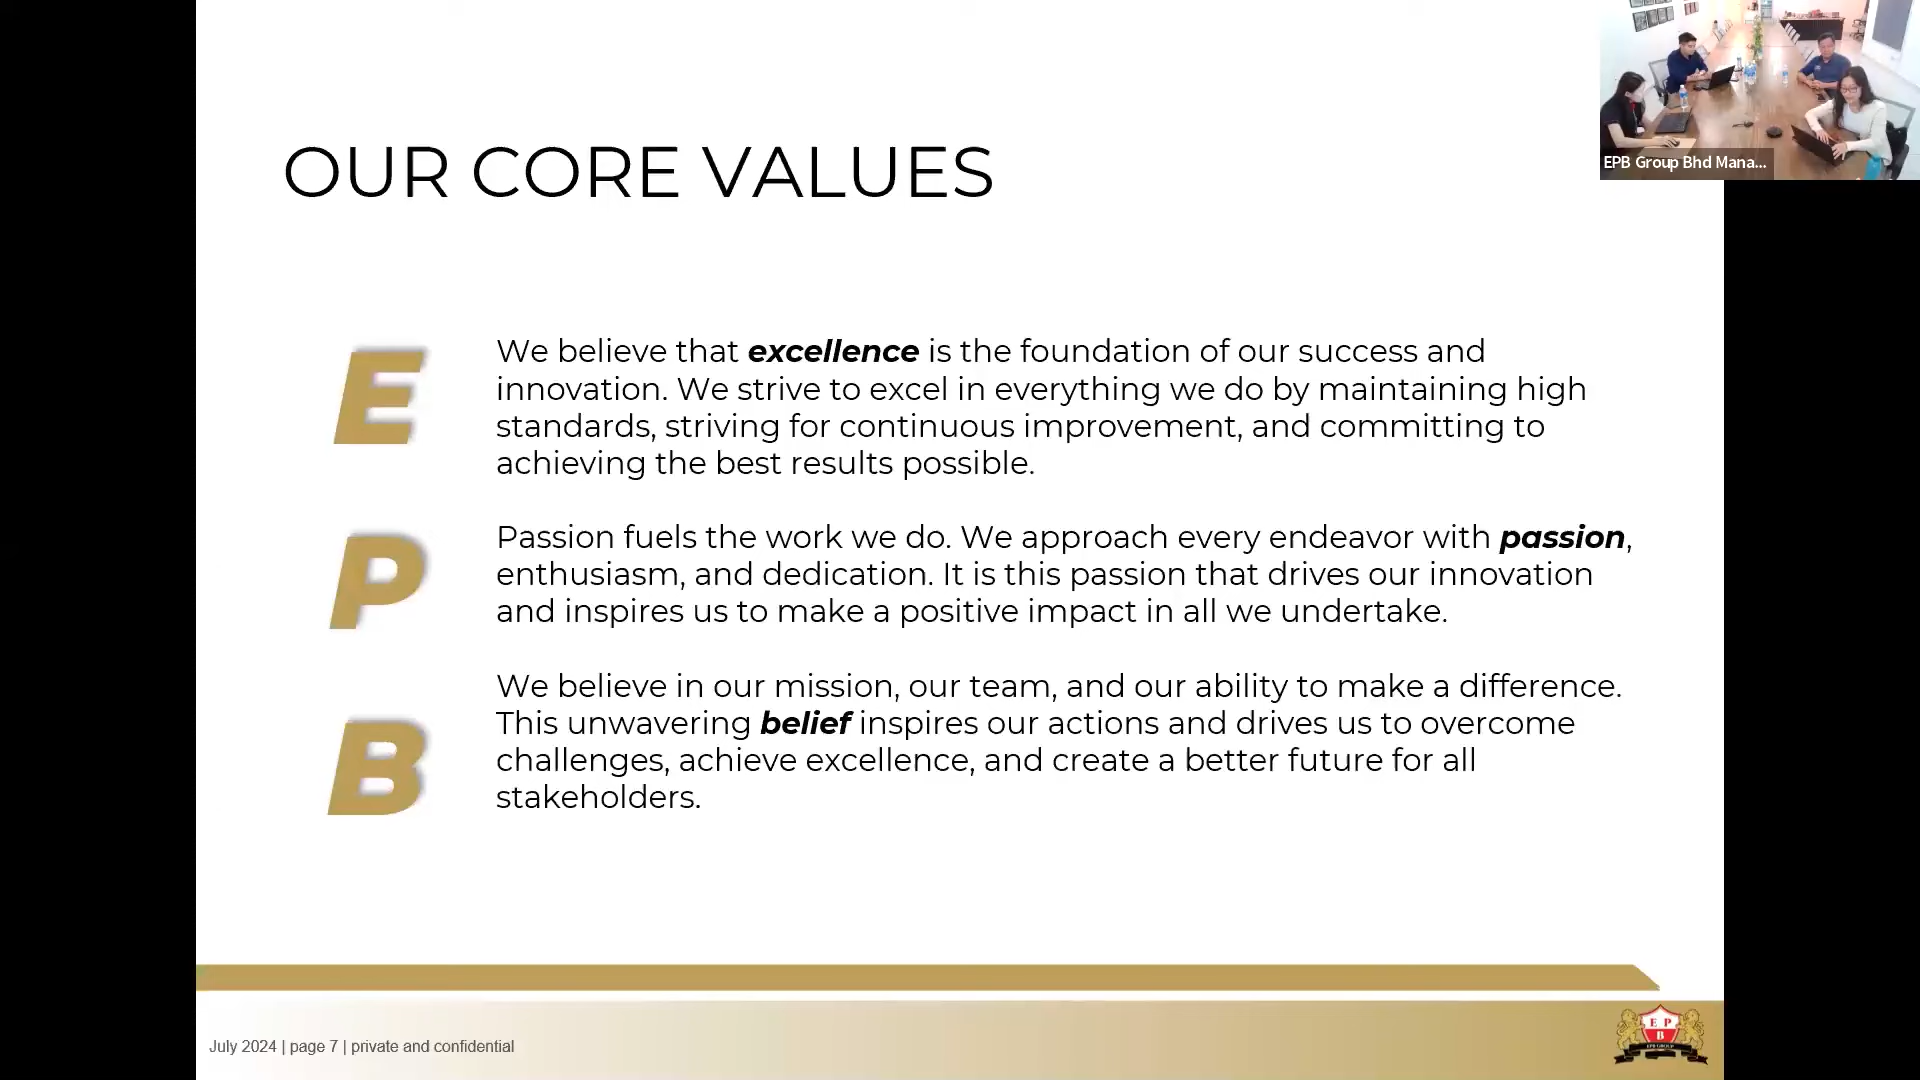 EPB Group Bhd Mana...
OUR CORE VALUES
E
We believe that excellence is the foundation of our success and
innovation. We strive to excel in everything we do by maintaining high
standards, striving for continuous improvement, and committing to
achieving the best results possible.
P
Passion fuels the work we do. We approach every endeavor with passion,
enthusiasm, and dedication. It is this passion that drives our innovation
and inspires us to make a positive impact in all we undertake.
B
We believe in our mission, our team, and our ability to make a difference.
This unwavering belief inspires our actions and drives us to overcome
challenges, achieve excellence, and create a better future for all
stakeholders.
July 2024 | page 7 | private and confidential
E P
B
EPB GROUP